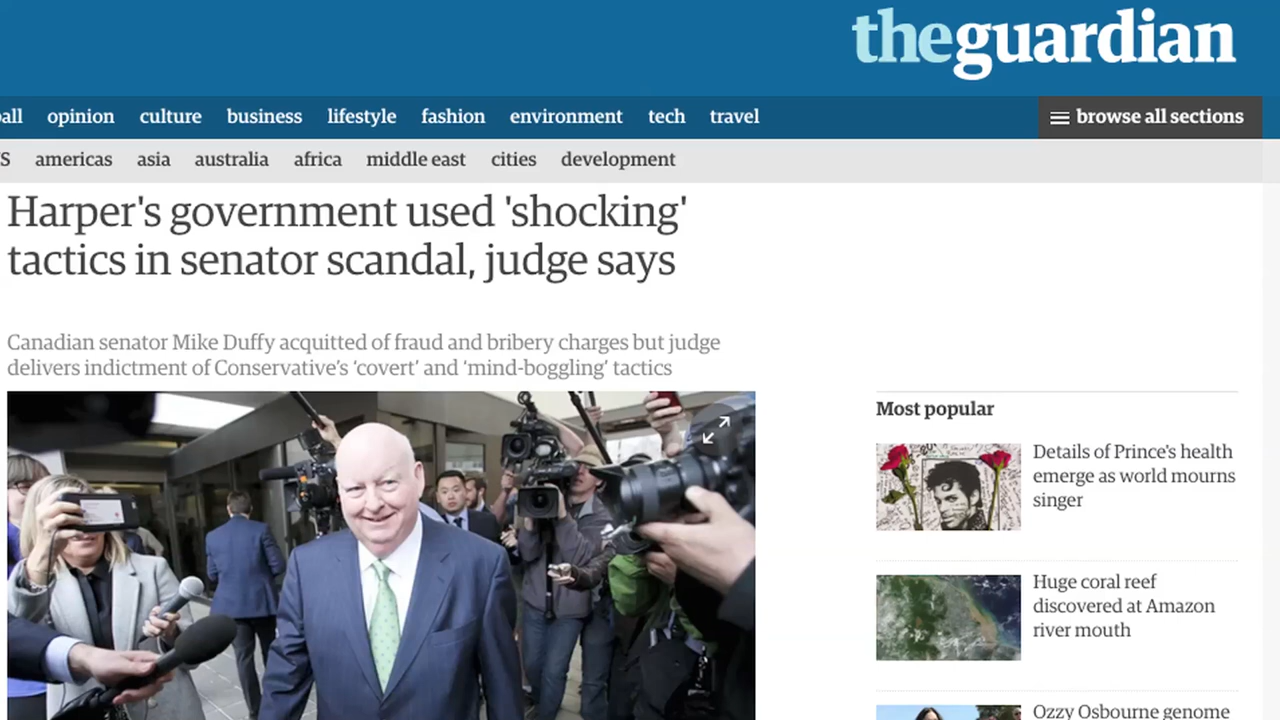 theguardian
all opinion culture business lifestyle fashion environment tech travel browse all sections
S americas asia australia africa middle east cities development
Harper's government used 'shocking'
tactics in senator scandal, judge says
Canadian senator Mike Duffy acquitted of fraud and bribery charges but judge
delivers indictment of Conservative's ‘covert’ and ‘mind-boggling’ tactics
Most popular
Details of Prince's health
emerge as world mourns
singer
Huge coral reef
discovered at Amazon
river mouth
Ozzy Osbourne genome